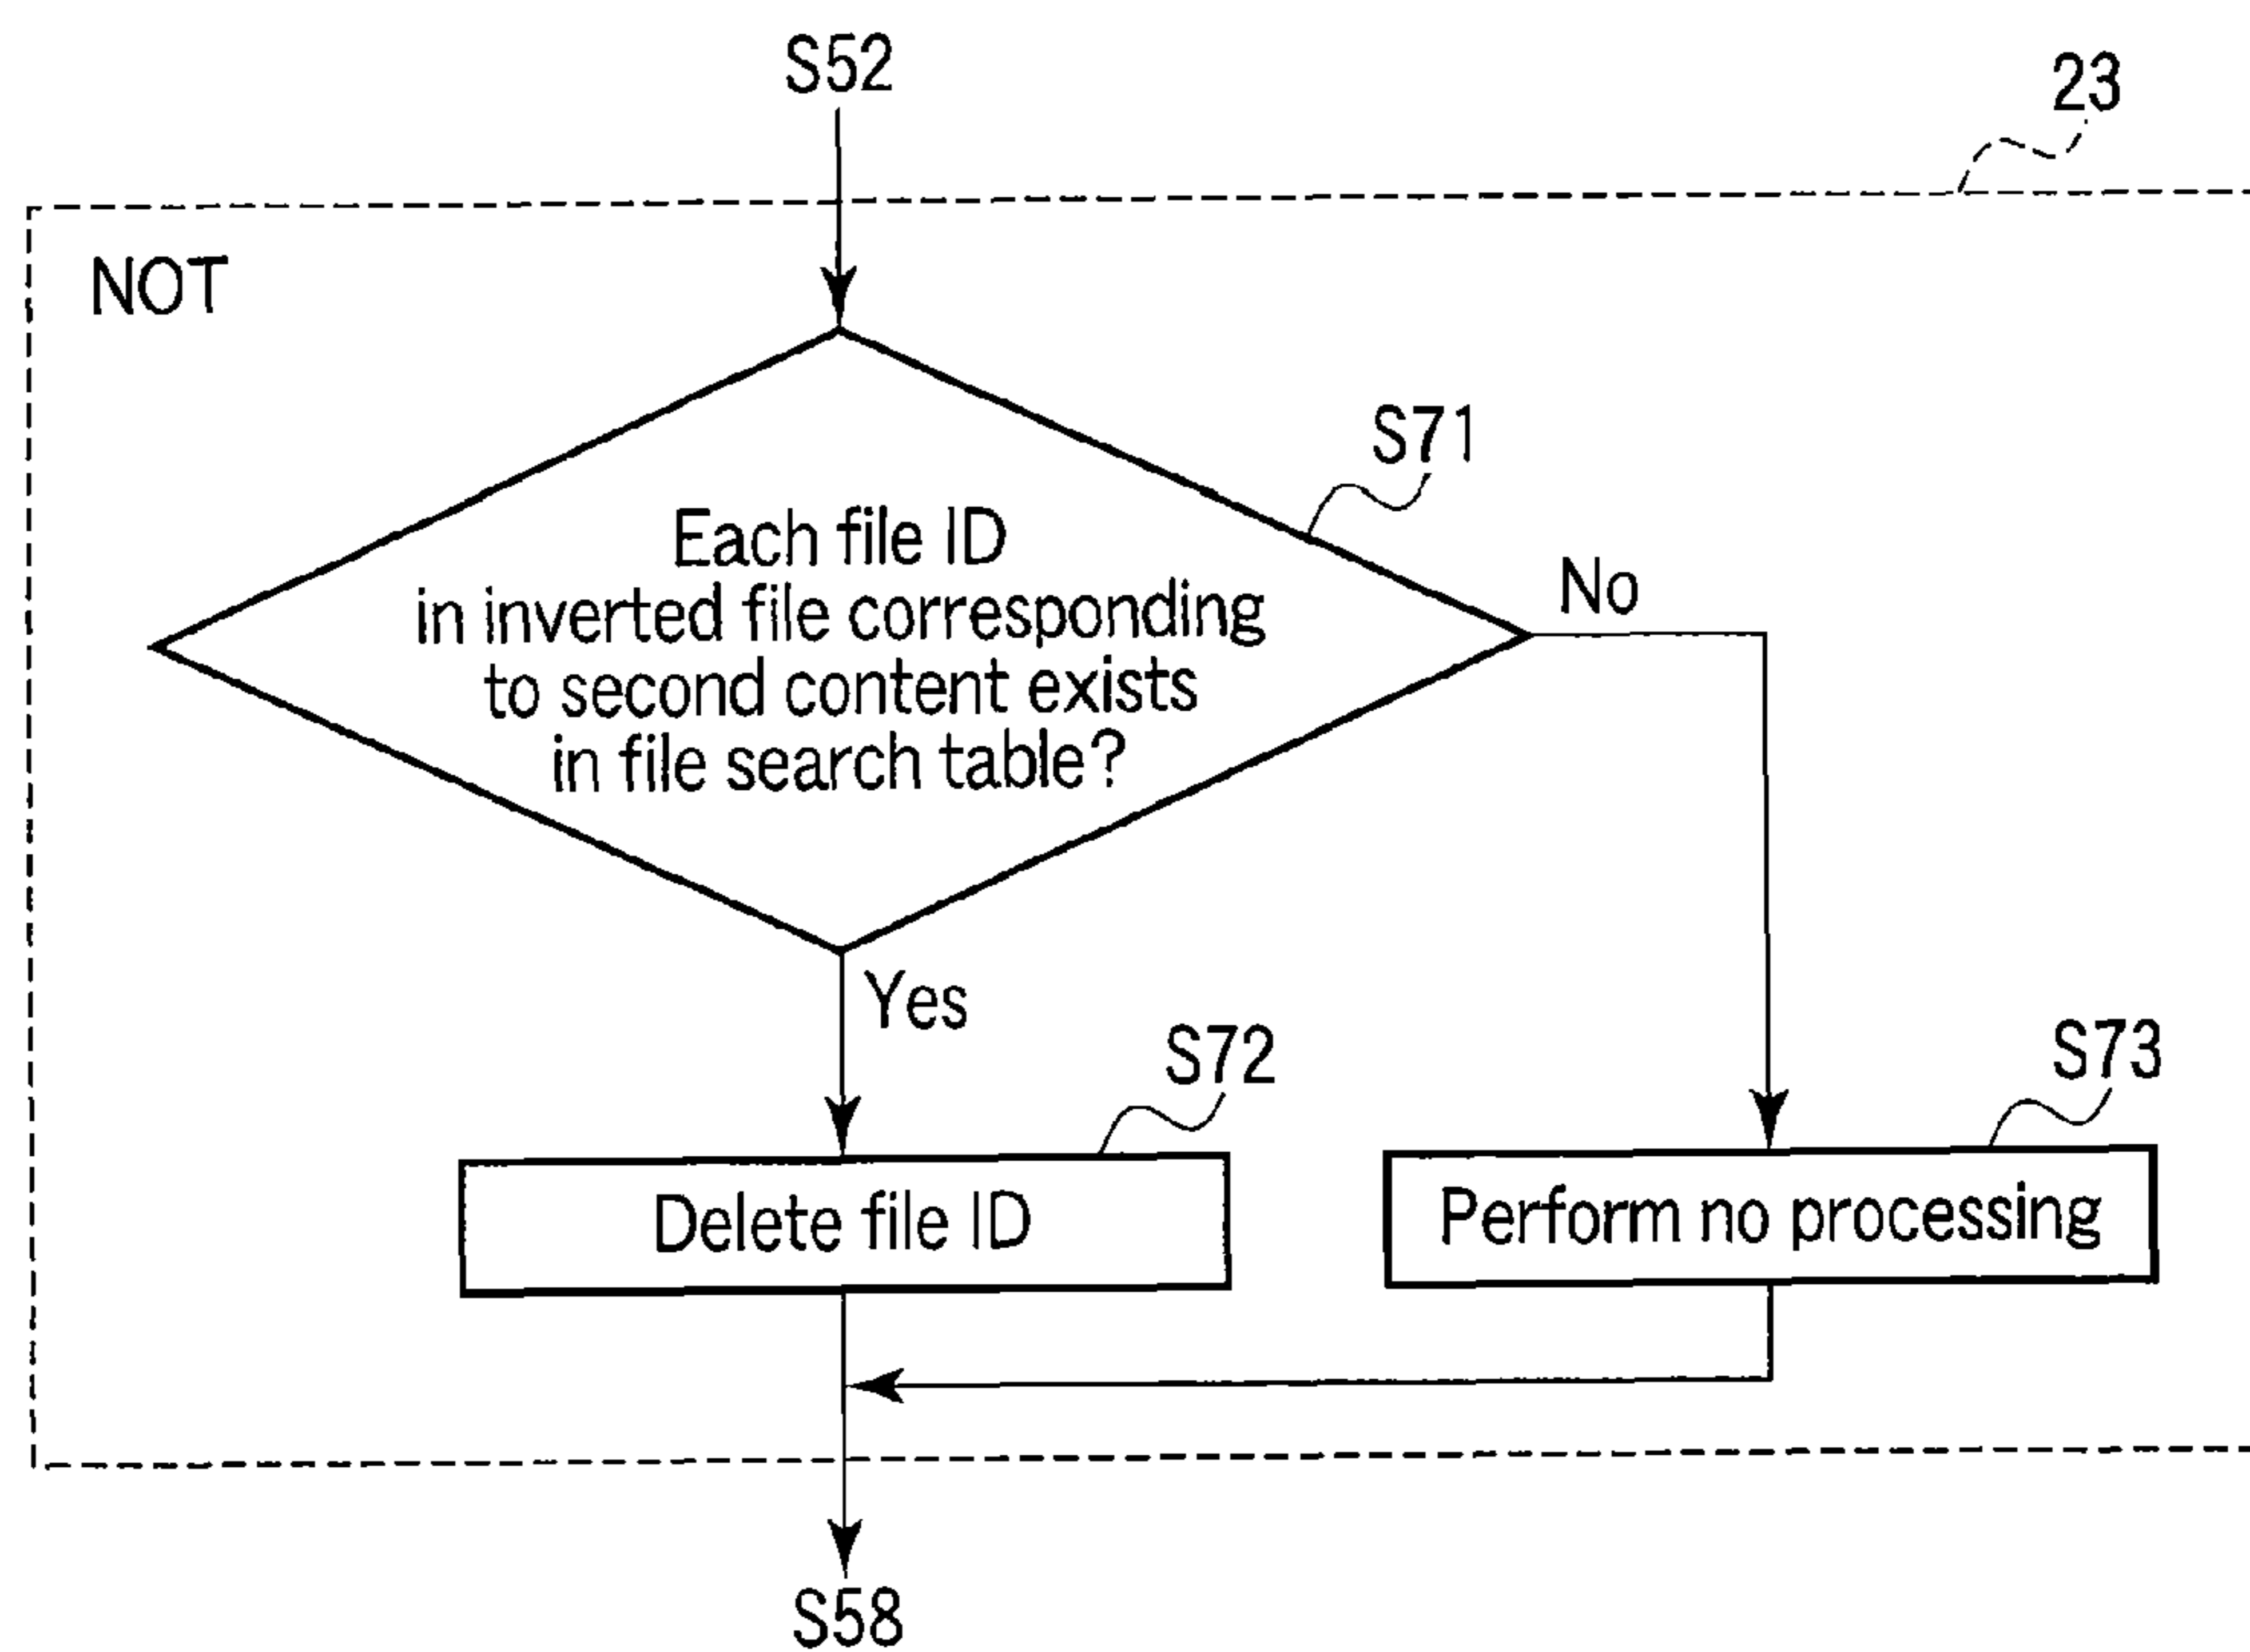 S52
23
NOT
S71
Each file ID
in inverted file corresponding
to second content exists
in file search table?
No
Yes
S72
S73
Delete file ID
Perform no processing
S58